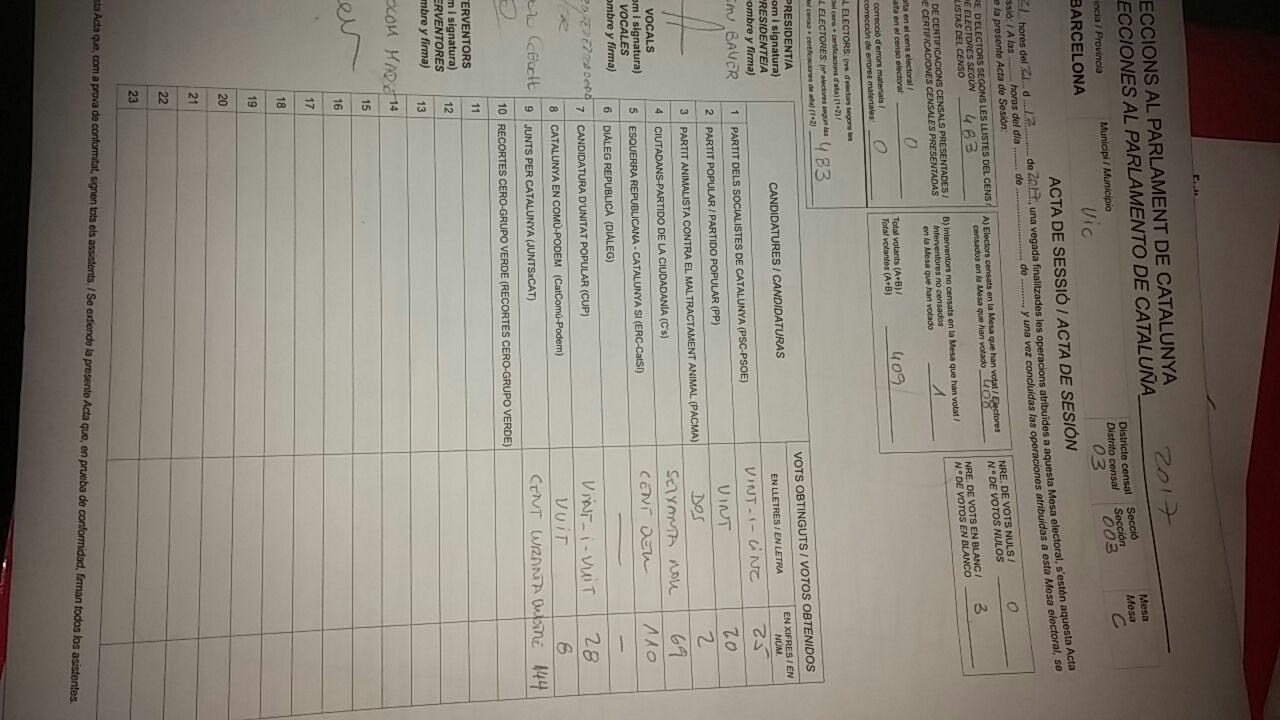 ECCIONS AL PARLAMENT DE CATALUNYA
ECCIONES AL PARLAMENTO DE CATALUÑA 2017
víncia / Provincia
BARCELONA
Municipi / Municipio
Vic
Districte censal
Distrito censal
03
Secció
Sección
003
Mesa
Mesa
C
ACTA DE SESSIÓ / ACTA DE SESIÓN
21 hores del 21 d 12 de 2017, una vegada finalitzades les operacions atribuïdes a aquesta Mesa electoral, s'estén aquesta Acta
ssió: / A las ........ horas del día ........ de ........ de ........, y una vez concluidas las operaciones atribuidas a esta Mesa electoral, se
e la presente Acta de Sesión:
RE. D'ELECTORS SEGONS LES LLISTES DEL CENS /
DE ELECTORES SEGÚN
LISTAS DEL CENSO 483
DE CERTIFICACIONS CENSALS PRESENTADES /
DE CERTIFICACIONES CENSALES PRESENTADAS
alta en el cens electoral /
alta en el censo electoral: 0
correcció d'errors materials /
corrección de errores materiales: 0
L ELECTORS: (nre. d'electors segons les
del cens + certificacions d'alta) (1+2) /
L ELECTORES: (nº electores según las
del censo + certificaciones de alta) (1+2) 483
A) Electors censats en la Mesa que han votat / Electores
censados en la Mesa que han votado 408
B) Interventors no censats en la Mesa que han votat /
Interventores no censados
en la Mesa que han votado 1
Total votants (A+B) /
Total votantes (A+B) 409
NRE. DE VOTS NULS /
Nº DE VOTOS NULOS 0
NRE. DE VOTS EN BLANC /
Nº DE VOTOS EN BLANCO 3
PRESIDENTIA
om i signatura)
PRESIDENTEIA
ombre y firma)
BAUER
VOCALS
om i signatura)
VOCALES
ombre y firma)
TERVENTORS
m i signatura)
ERVENTORES
mbre y firma)
CANDIDATURES / CANDIDATURAS
VOTS OBTINGUTS / VOTOS OBTENIDOS
EN LLETRES / EN LETRA
EN XIFRES / EN NÚM.
1 PARTIT DELS SOCIALISTES DE CATALUNYA (PSC-PSOE) VINT-I-CINC 25
2 PARTIT POPULAR / PARTIDO POPULAR (PP) VINT 20
3 PARTIT ANIMALISTA CONTRA EL MALTRACTAMENT ANIMAL (PACMA) DOS 2
4 CIUTADANS-PARTIDO DE LA CIUDADANÍA (C's) SEIXANTA NOU 69
5 ESQUERRA REPUBLICANA - CATALUNYA SÍ (ERC-CatSí) CENT DEU 110
6 DIÀLEG REPUBLICÀ (DIÀLEG) — —
7 CANDIDATURA D'UNITAT POPULAR (CUP) VINT-I-VUIT 28
8 CATALUNYA EN COMÚ-PODEM (CatComú-Podem) VUIT 8
9 JUNTS PER CATALUNYA (JUNTSxCAT) 144
10 RECORTES CERO-GRUPO VERDE (RECORTES CERO-GRUPO VERDE)
11
12
13
14
15
16
17
18
19
20
21
22
23
sta Acta que, com a prova de conformitat, signen tots els assistents. / Se extiende la presente Acta que, en prueba de conformidad, firman todos los asistentes.